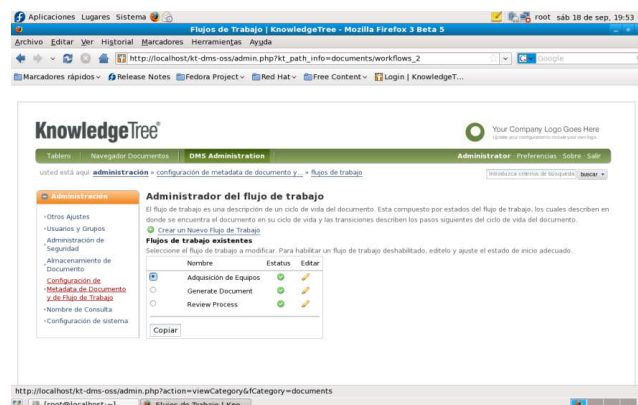 Aplicaciones Lugares Sistema root sáb 18 de sep, 19:53
Flujos de Trabajo | KnowledgeTree - Mozilla Firefox 3 Beta 5
Archivo Editar Ver Historial Marcadores Herramientas Ayuda
http://localhost/kt-dms-oss/admin.php?kt_path_info=documents/workflows_2 Google
Marcadores rápidos Release Notes Fedora Project Red Hat Free Content Login | KnowledgeT...
KnowledgeTree
Your Company Logo Goes Here
Tablero Navegador Documentos DMS Administration Administrator Preferencias Sobre Salir
usted está aquí: administración » configuración de metadata de documento y ... » flujos de trabajo buscar
Administración
·Otros Ajustes
·Usuarios y Grupos
·Administración de Seguridad
·Almacenamiento de Documento
·Configuración de Metadata de Documento y de Flujo de Trabajo
·Nombre de Consulta
·Configuración de sistema
Administrador del flujo de trabajo
El flujo de trabajo es una descripción de un ciclo de vida del documento. Esta compuesto por estados del flujo de trabajo, los cuales describen en
donde se encuentra el documento en su ciclo de vida y las transiciones describen los pasos siguientes del ciclo de vida del documento.
Crear un Nuevo Flujo de Trabajo
Flujos de trabajo existentes
Seleccione el flujo de trabajo a modificar. Para habilitar un flujo de trabajo deshabilitado, editelo y ajuste el estado de inicio adecuado.
Nombre Estatus Editar
Adquisición de Equipos
Generate Document
Review Process
Copiar
http://localhost/kt-dms-oss/admin.php?action=viewCategory&fCategory=documents
[root@localhost:~] Flujos de Trabajo | Kno...